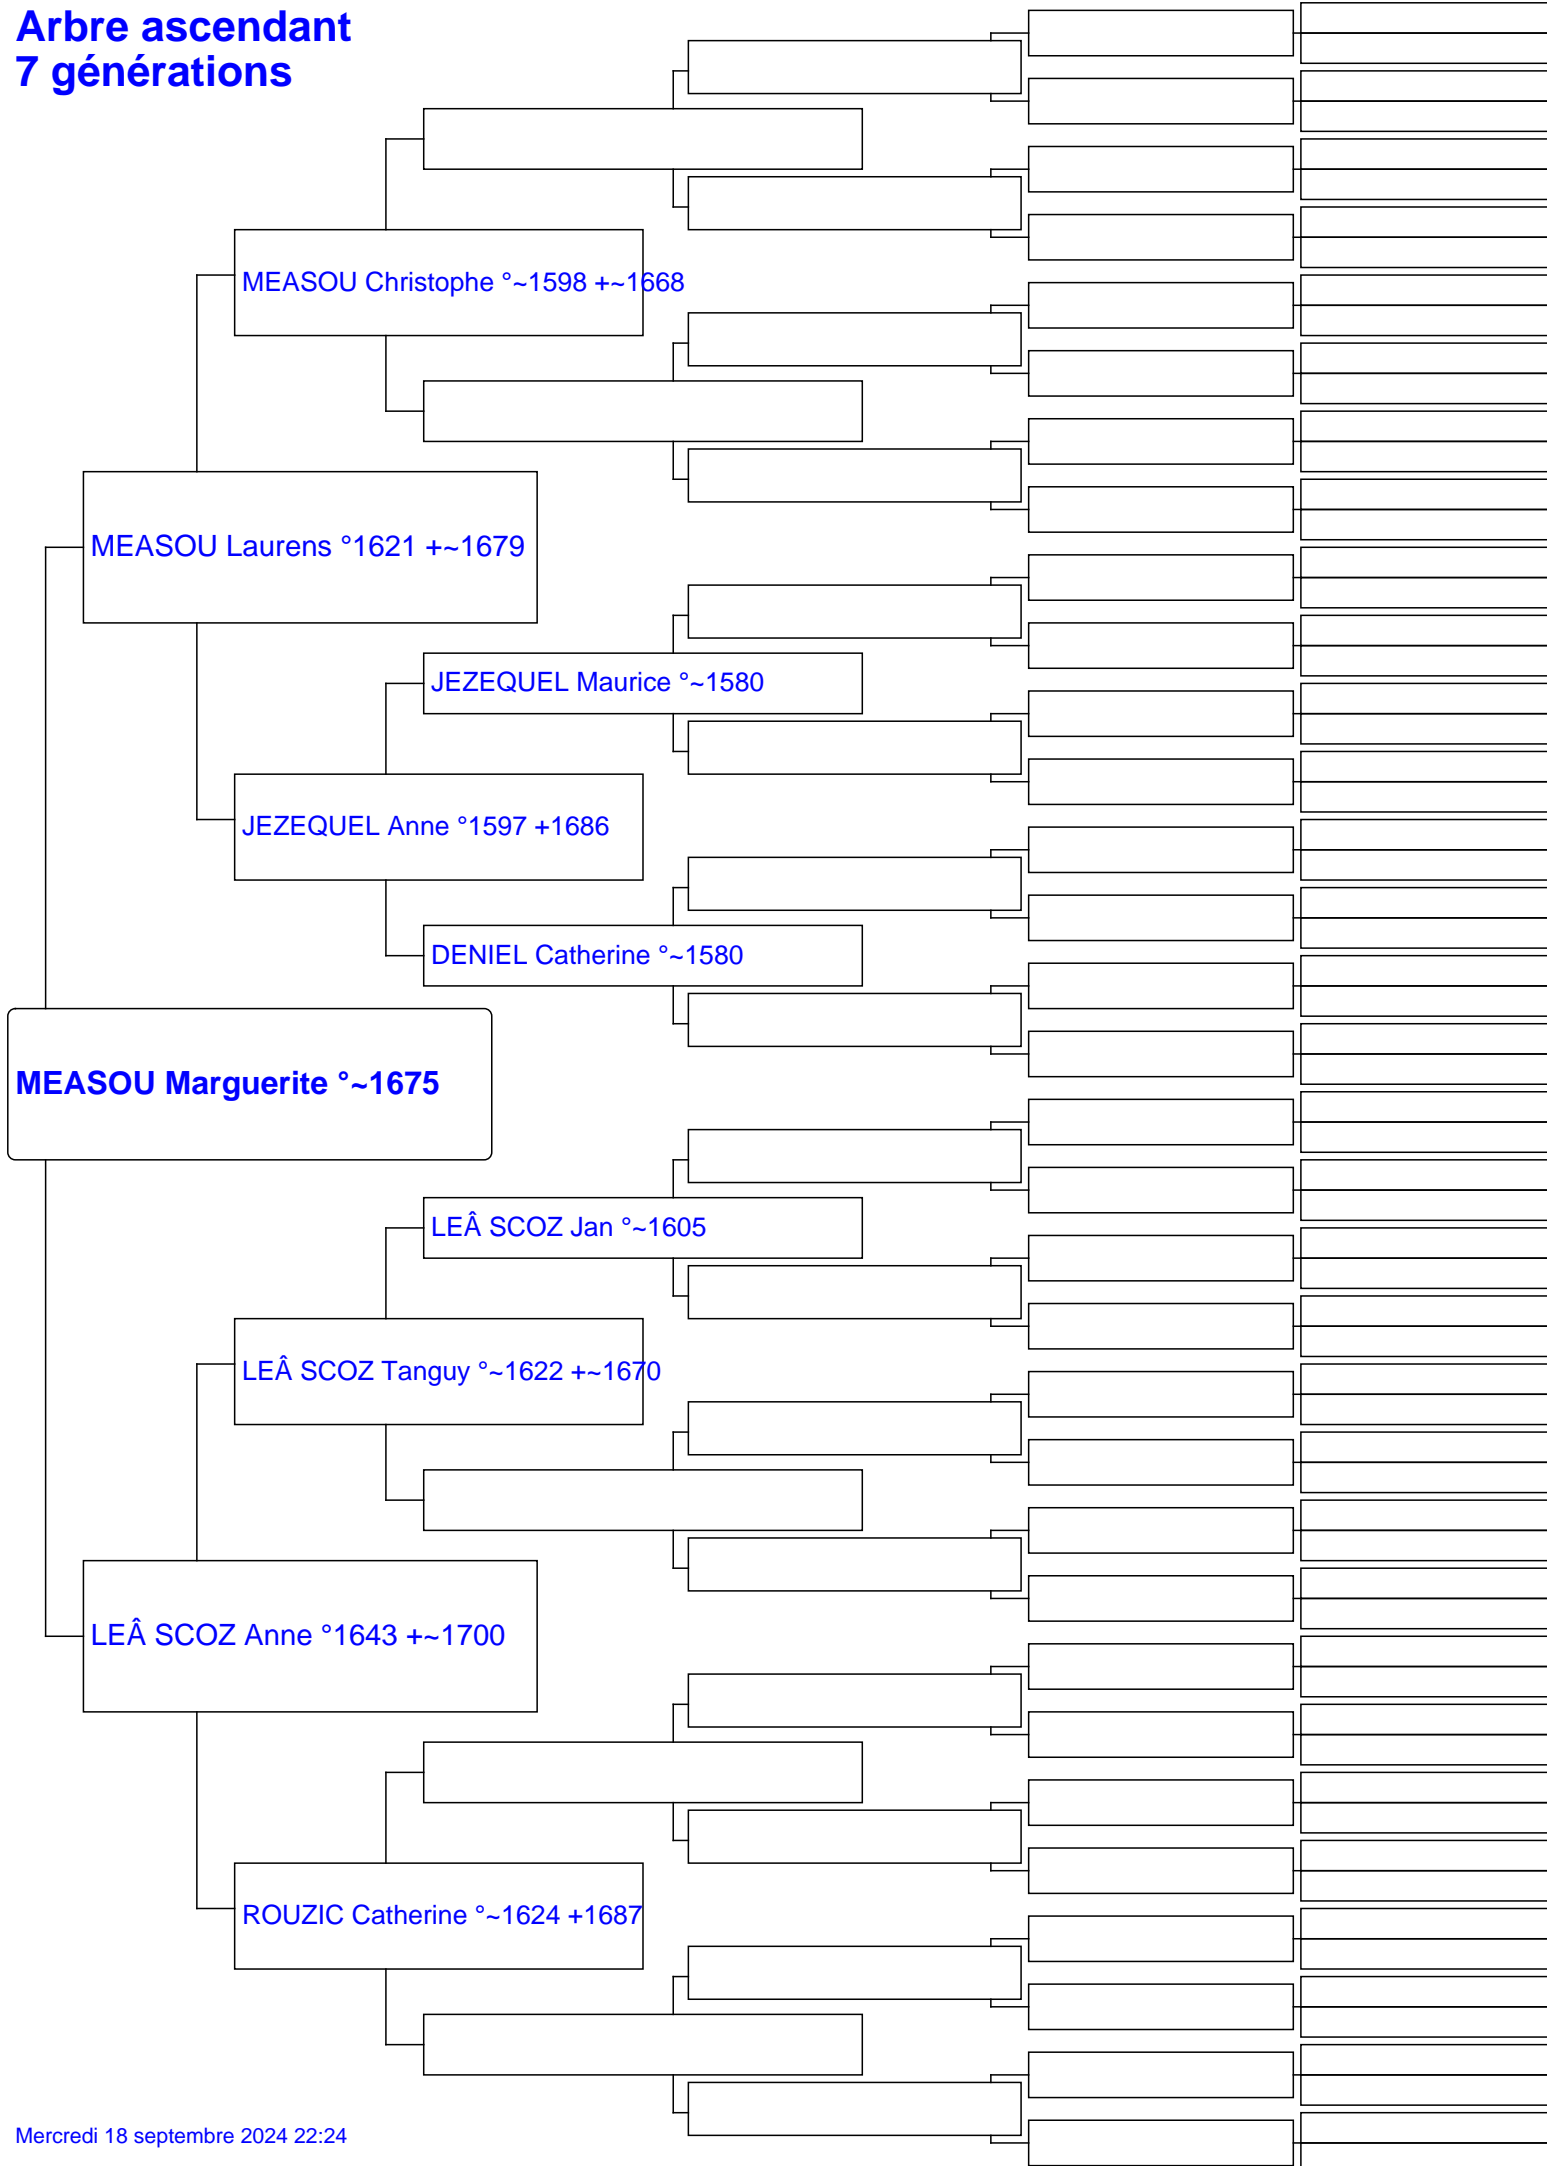 Arbre ascendant
7 générations
MEASOU Christophe °~1598 +~1668
MEASOU Laurens °1621 +~1679
JEZEQUEL Maurice °~1580
JEZEQUEL Anne °1597 +1686
DENIEL Catherine °~1580
MEASOU Marguerite °~1675
LEÂ SCOZ Jan °~1605
LEÂ SCOZ Tanguy °~1622 +~1670
LEÂ SCOZ Anne °1643 +~1700
ROUZIC Catherine °~1624 +1687
Mercredi 18 septembre 2024 22:24